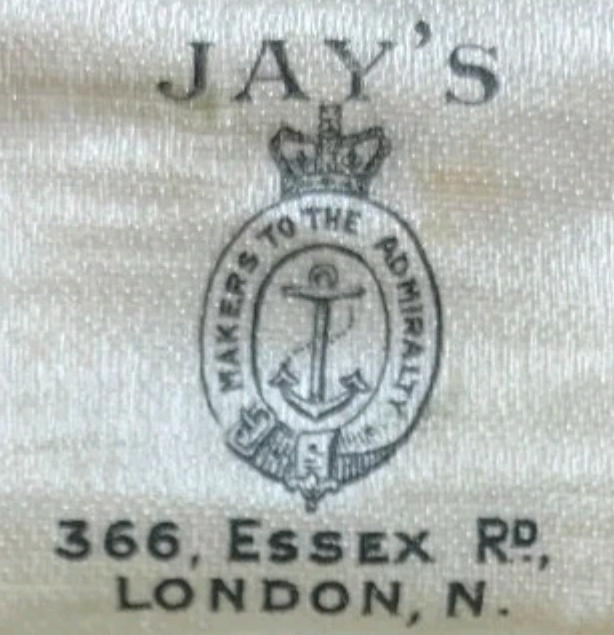 JAY'S
MAKERS TO THE ADMIRALTY
366, ESSEX RD.,
LONDON, N.